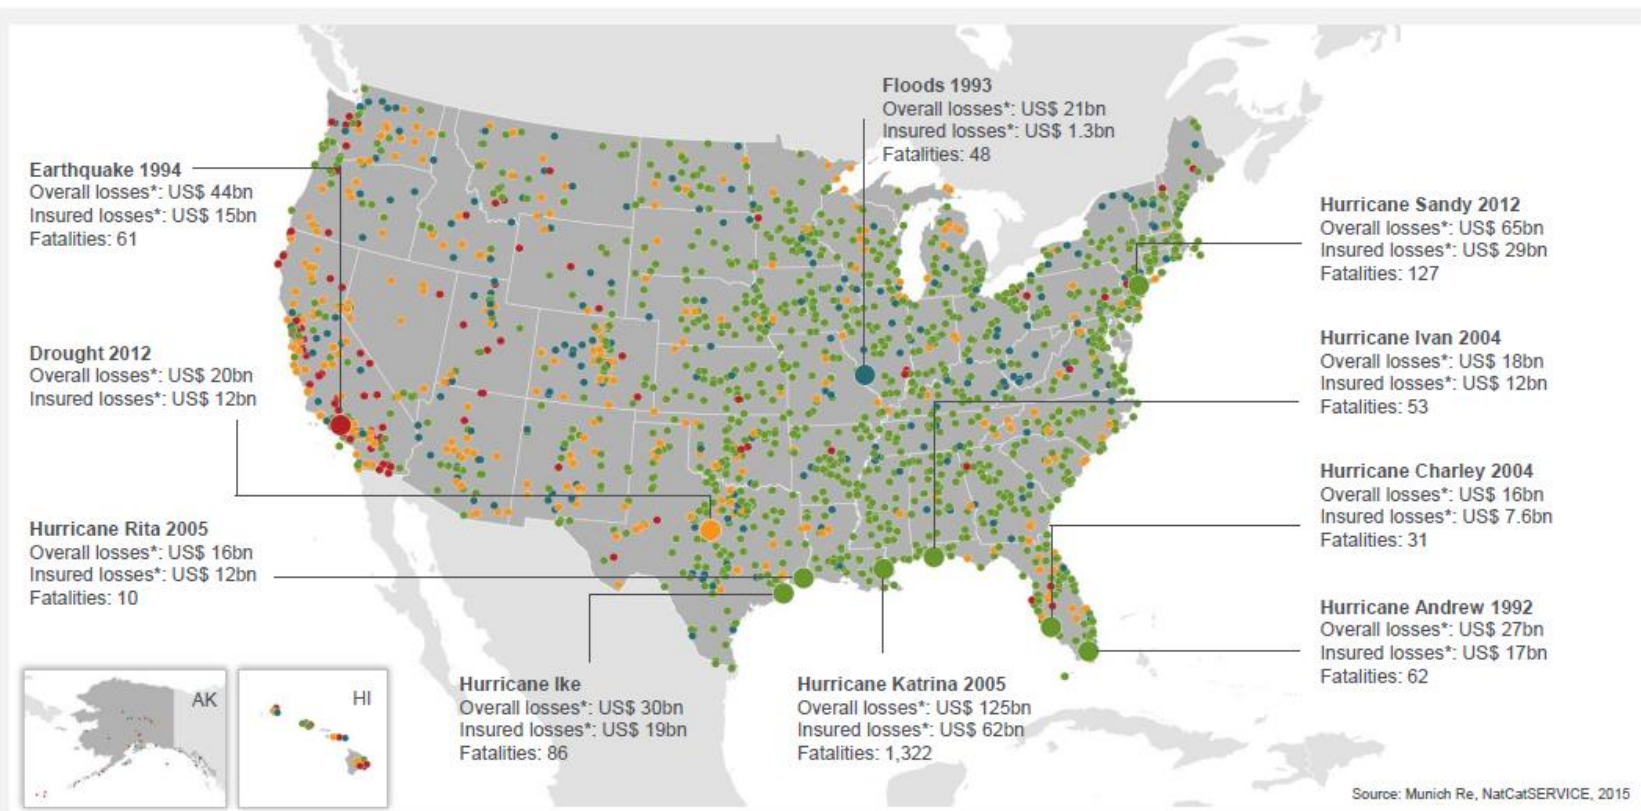 Floods 1993
Overall losses*: US$ 21bn
Insured losses*: US$ 1.3bn
Fatalities: 48
Earthquake 1994
Overall losses*: US$ 44bn
Insured losses*: US$ 15bn
Fatalities: 61
Hurricane Sandy 2012
Overall losses*: US$ 65bn
Insured losses*: US$ 29bn
Fatalities: 127
Drought 2012
Overall losses*: US$ 20bn
Insured losses*: US$ 12bn
Hurricane Ivan 2004
Overall losses*: US$ 18bn
Insured losses*: US$ 12bn
Fatalities: 53
Hurricane Charley 2004
Overall losses*: US$ 16bn
Insured losses*: US$ 7.6bn
Fatalities: 31
Hurricane Rita 2005
Overall losses*: US$ 16bn
Insured losses*: US$ 12bn
Fatalities: 10
Hurricane Andrew 1992
Overall losses*: US$ 27bn
Insured losses*: US$ 17bn
Fatalities: 62
AK
HI
Hurricane Ike
Overall losses*: US$ 30bn
Insured losses*: US$ 19bn
Fatalities: 86
Hurricane Katrina 2005
Overall losses*: US$ 125bn
Insured losses*: US$ 62bn
Fatalities: 1,322
Source: Munich Re, NatCatSERVICE, 2015